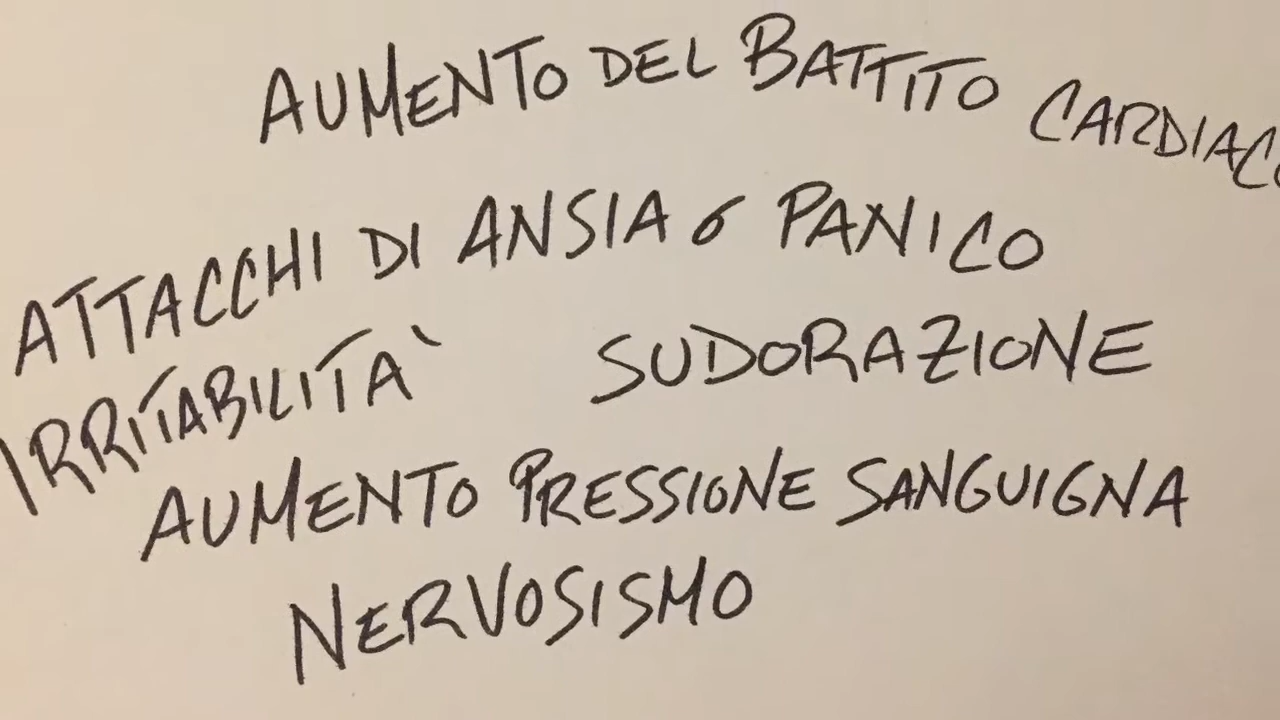 AUMENTO DEL BATTITO CARDIACO
ATTACCHI DI ANSIA O PANICO
IRRITABILITÀ SUDORAZIONE
AUMENTO PRESSIONE SANGUIGNA
NERVOSISMO